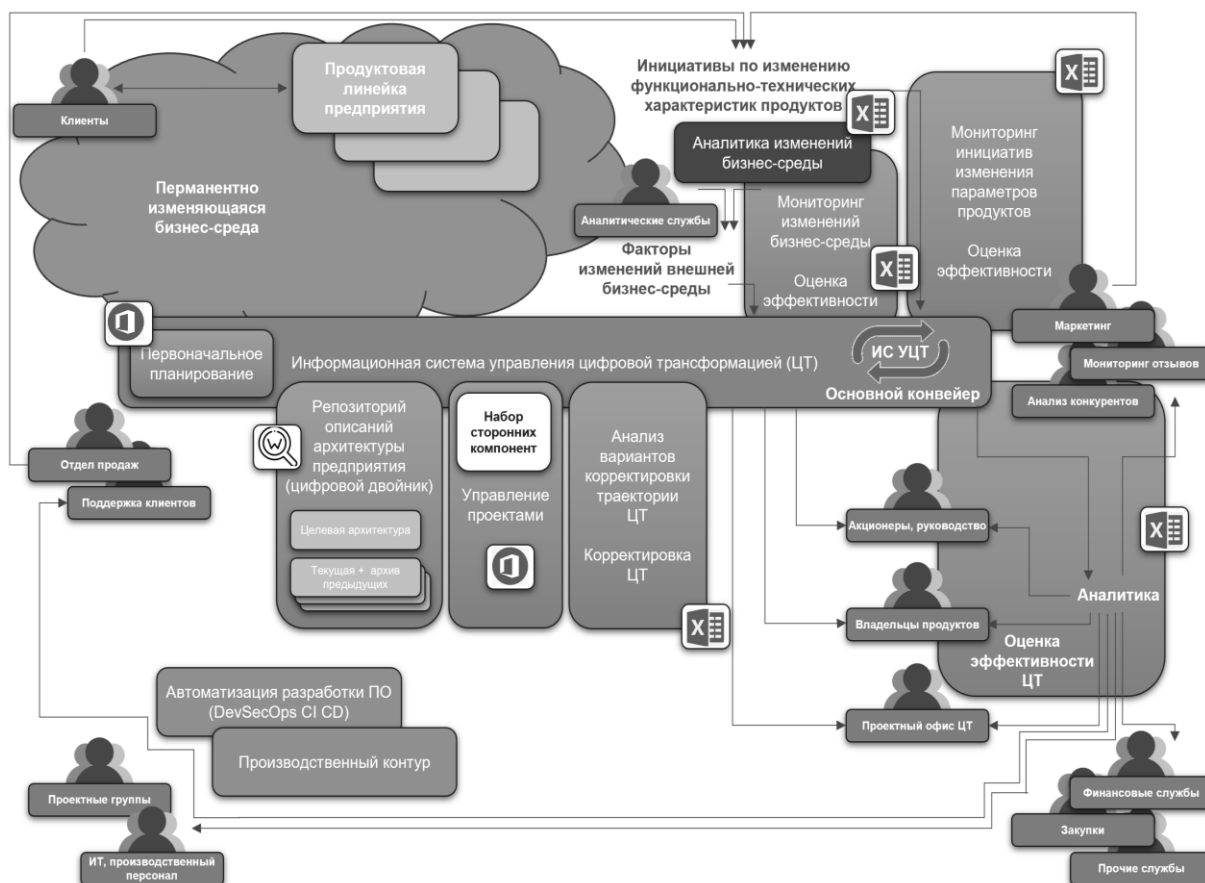 Продуктовая
линейка
предприятия
Клиенты
Перманентно
изменяющаяся
бизнес-среда
Инициативы по изменению
функционально-технических
характеристик продуктов
X
X
Аналитика изменений
бизнес-среды
Мониторинг
инициатив
изменения
параметров
продуктов
Оценка
эффективности
Аналитические службы
Мониторинг
изменений
бизнес-среды
Оценка
эффективности
X
Факторы
изменений внешней
бизнес-среды
Маркетинг
Мониторинг отзывов
Анализ конкурентов
Первоначальное
планирование
Информационная система управления цифровой трансформацией (ЦТ)
ИС УЦТ
Основной конвейер
Репозиторий
описаний
архитектуры
предприятия
(цифровой двойник)
W
Целевая архитектура
Текущая + архив
предыдущих
Набор
сторонних
компонент
Управление
проектами
Анализ
вариантов
корректировки
траектории
ЦТ
Корректировка
ЦТ
X
Отдел продаж
Поддержка клиентов
Акционеры, руководство
Владельцы продуктов
Проектный офис ЦТ
X
Аналитика
Оценка
эффективности
ЦТ
Автоматизация разработки ПО
(DevSecOps CI CD)
Производственный контур
Проектные группы
ИТ, производственный
персонал
Финансовые службы
Закупки
Прочие службы